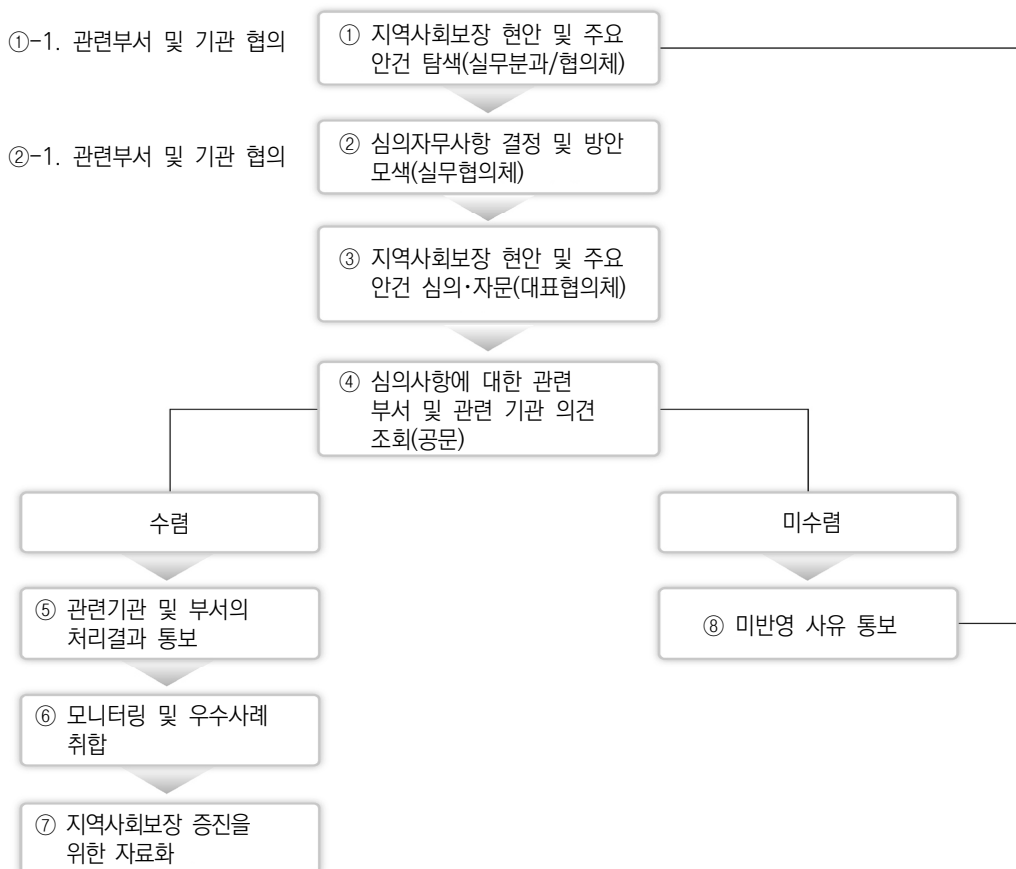 ①-1. 관련부서 및 기관 협의
① 지역사회보장 현안 및 주요
안건 탐색(실무분과/협의체)
②-1. 관련부서 및 기관 협의
② 심의자무사항 결정 및 방안
모색(실무협의체)
③ 지역사회보장 현안 및 주요
안건 심의·자문(대표협의체)
④ 심의사항에 대한 관련
부서 및 관련 기관 의견
조회(공문)
수렴
미수렴
⑤ 관련기관 및 부서의
처리결과 통보
⑧ 미반영 사유 통보
⑥ 모니터링 및 우수사례
취합
⑦ 지역사회보장 증진을
위한 자료화